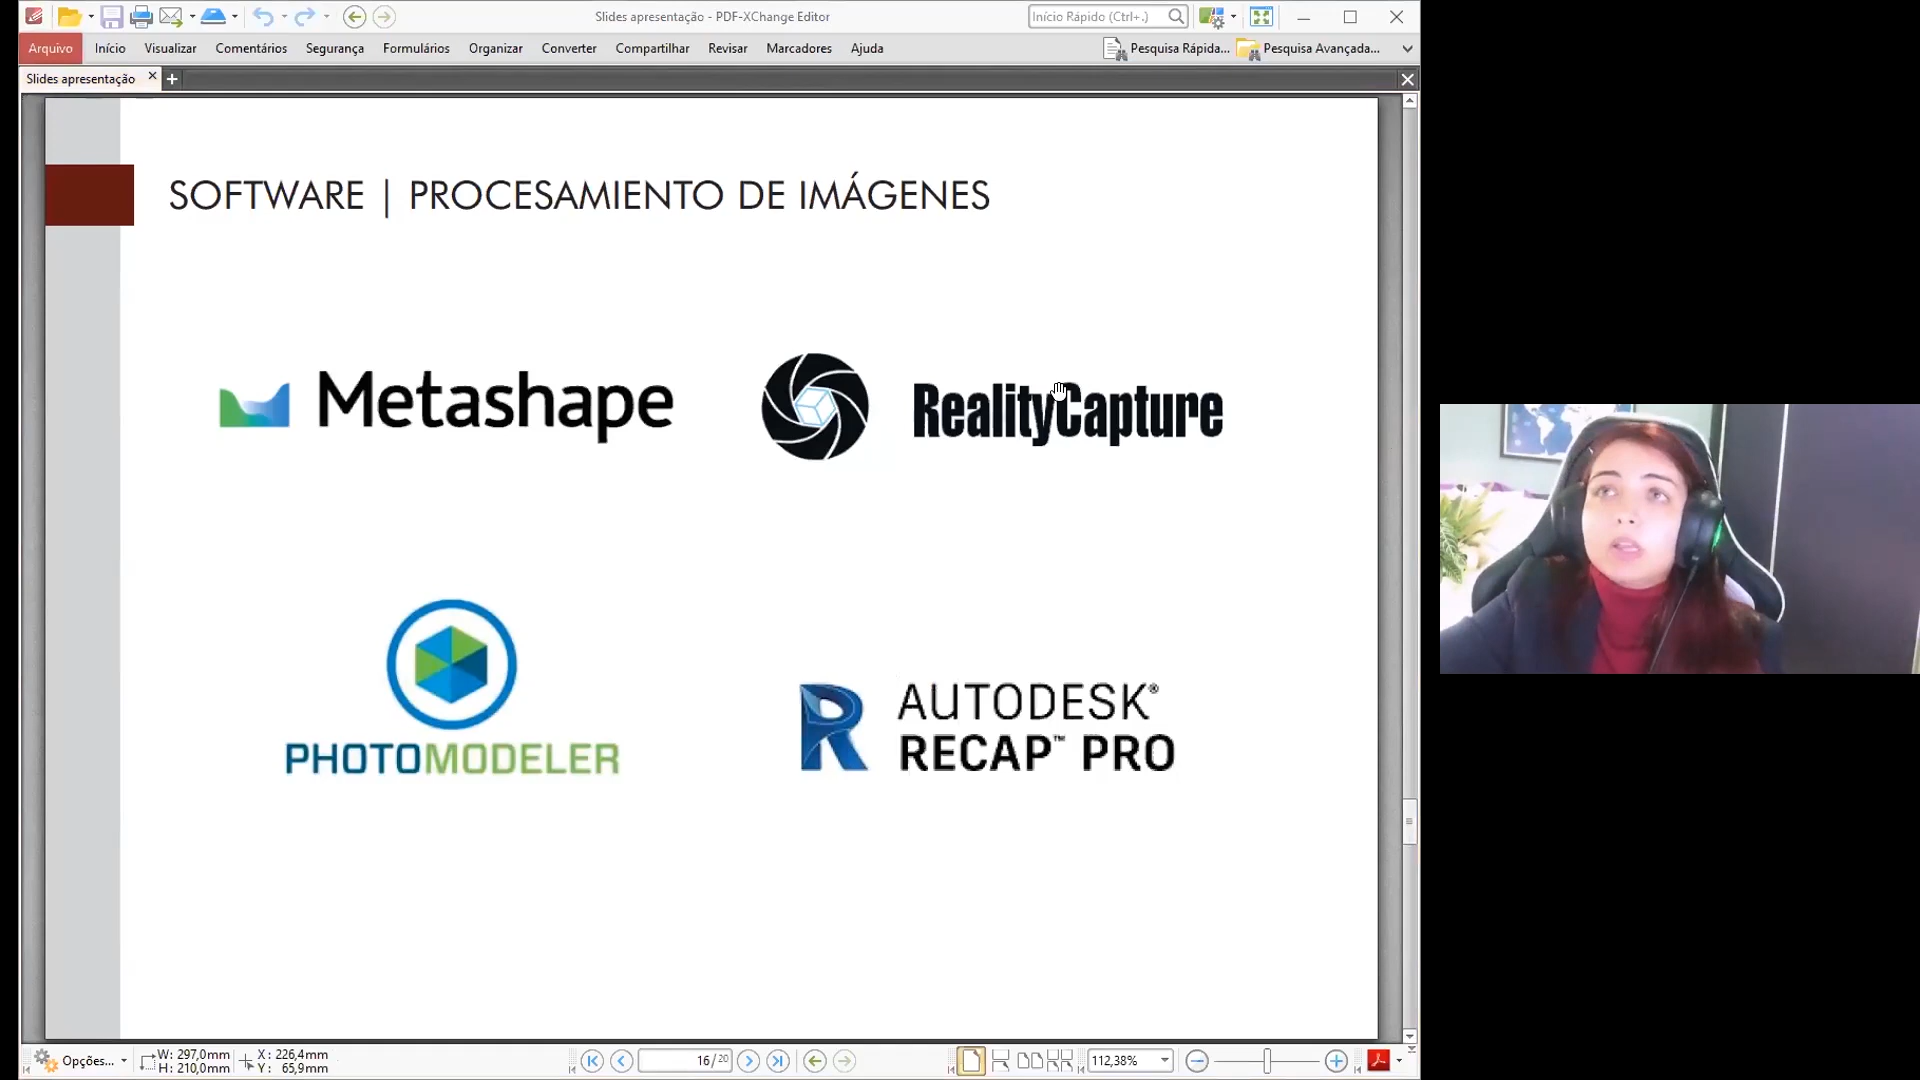 Slides apresentação - PDF-XChange Editor
Início Rápido (Ctrl+.)
Arquivo Início Visualizar Comentários Segurança Formulários Organizar Converter Compartilhar Revisar Marcadores Ajuda
Pesquisa Rápida... Pesquisa Avançada...
Slides apresentação
SOFTWARE | PROCESAMIENTO DE IMÁGENES
Metashape
RealityCapture
PHOTOMODELER
AUTODESK®
RECAP™ PRO
Opções...
W: 297,0mm
H: 210,0mm
X: 226,4mm
Y: 65,9mm
16/20
112,38%